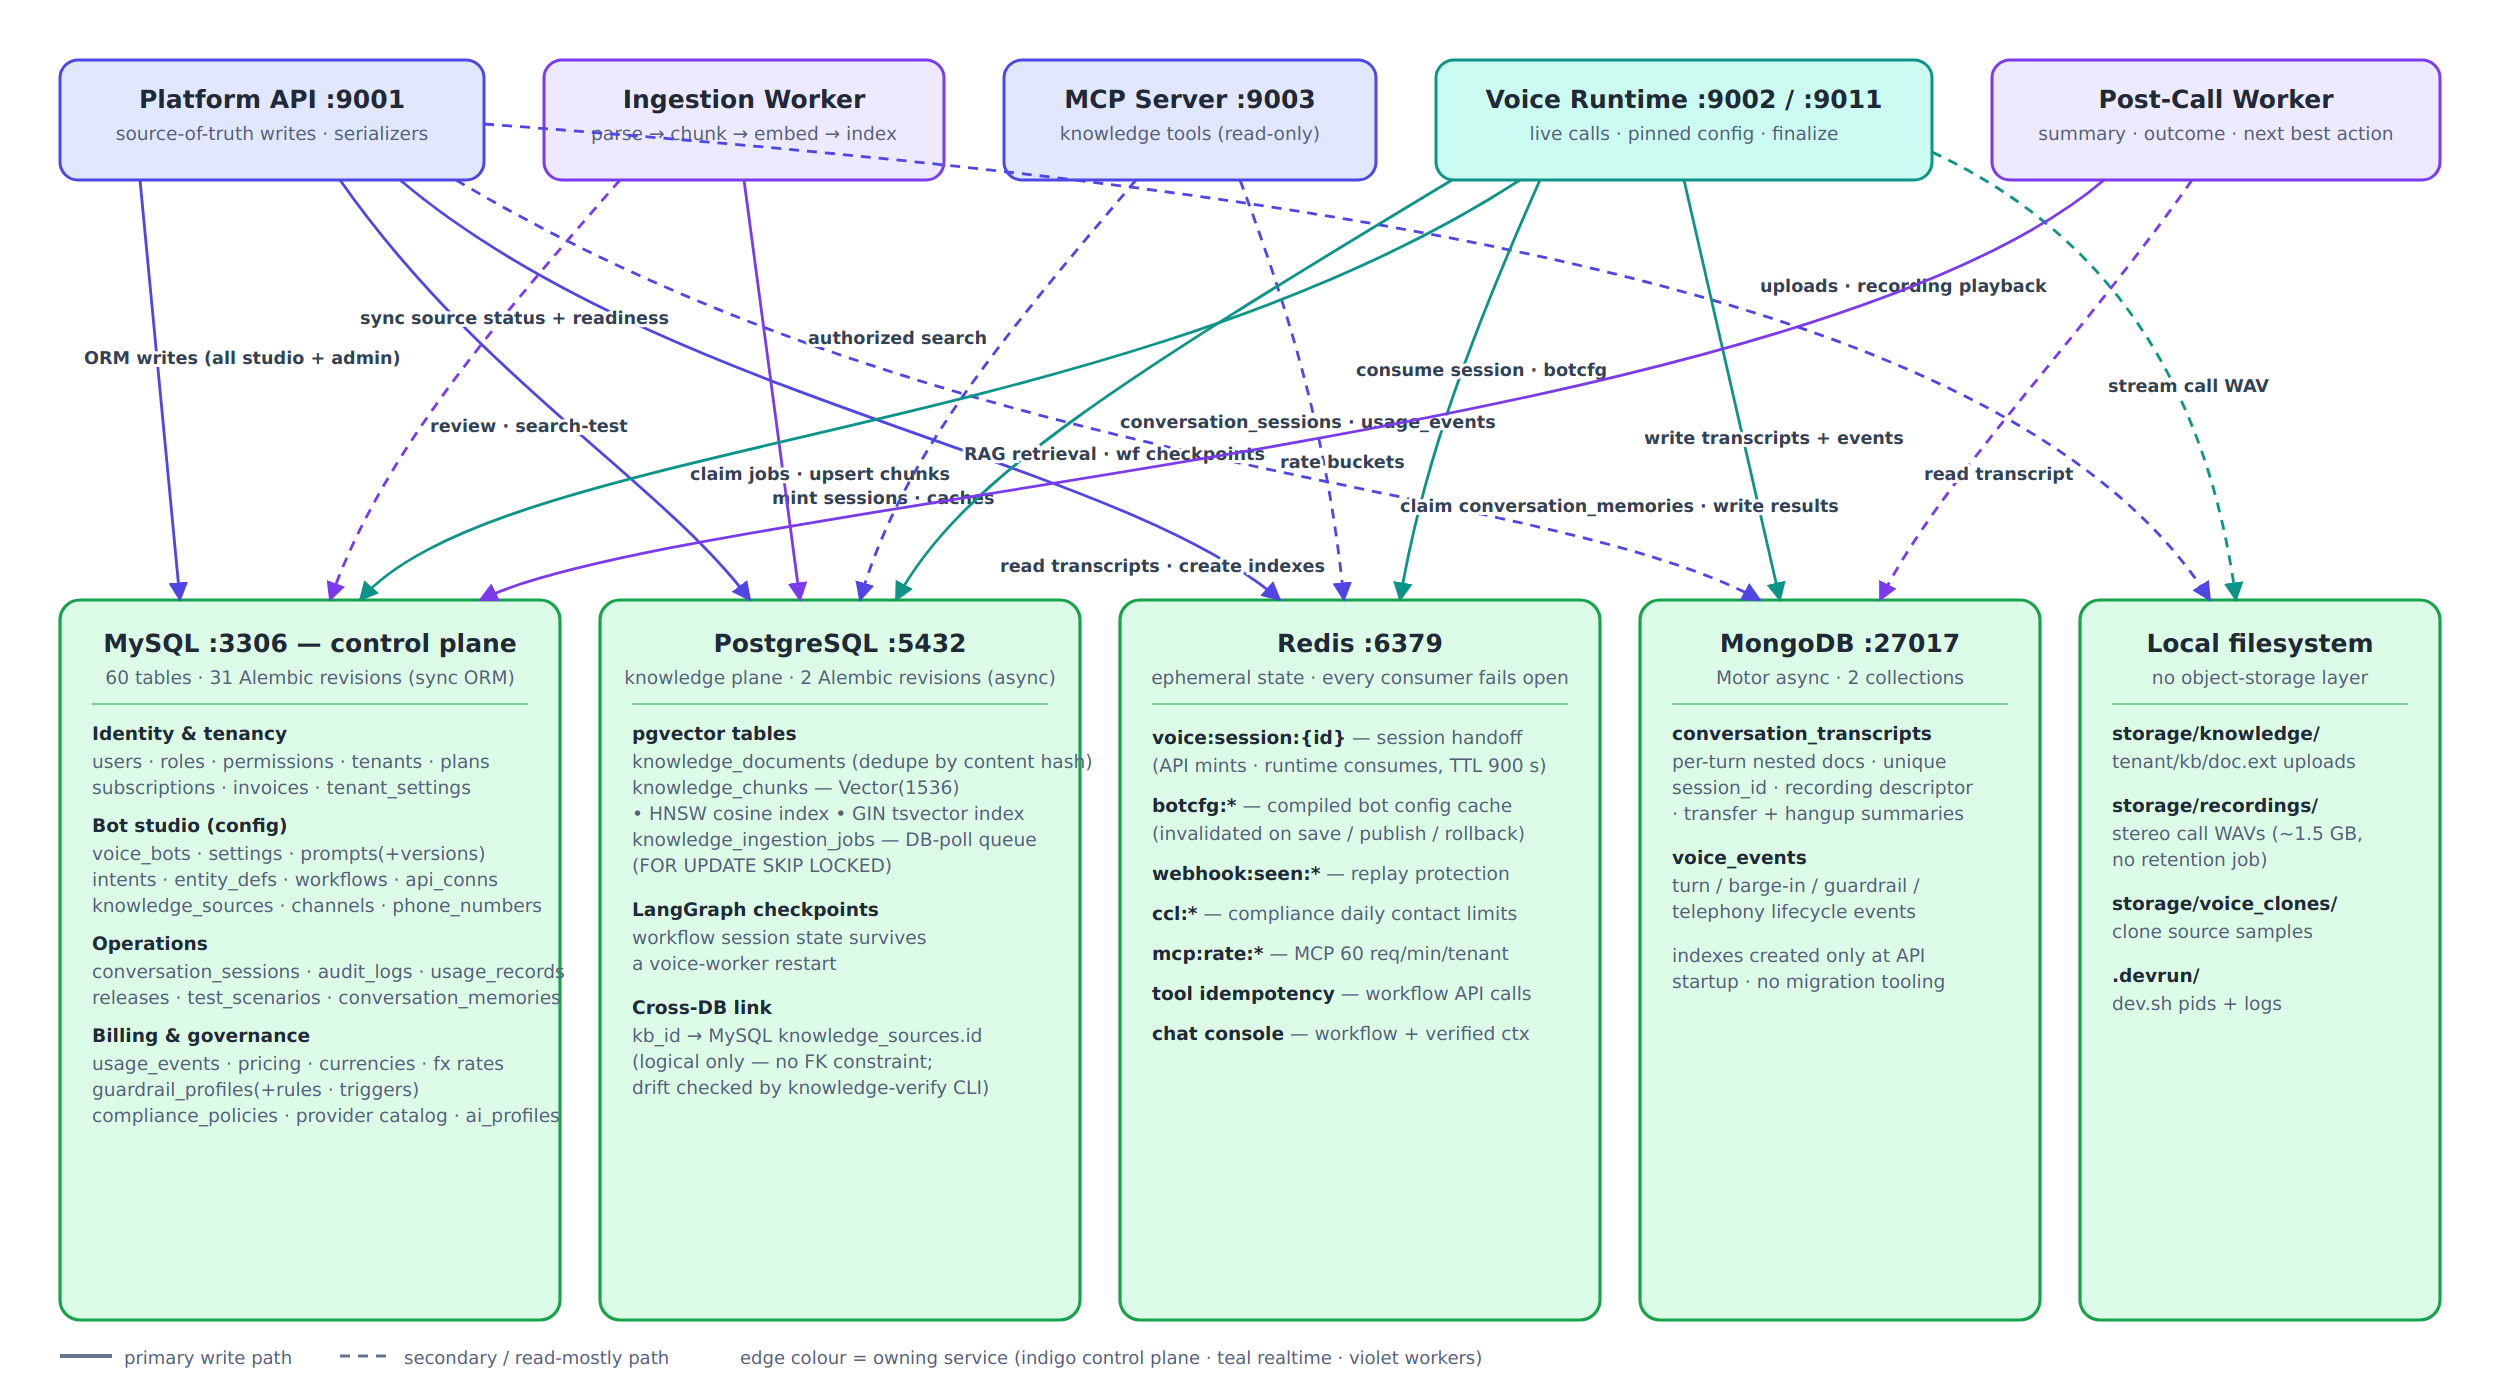 Platform API :9001
source-of-truth writes · serializers
Ingestion Worker
parse → chunk → embed → index
MCP Server :9003
knowledge tools (read-only)
Voice Runtime :9002 / :9011
live calls · pinned config · finalize
Post-Call Worker
summary · outcome · next best action
uploads · recording playback
sync source status + readiness
authorized search
ORM writes (all studio + admin)
consume session · botcfg
stream call WAV
review · search-test
conversation_sessions · usage_events
write transcripts + events
RAG retrieval · wf checkpoints
rate buckets
claim jobs · upsert chunks
read transcript
mint sessions · caches
claim conversation_memories · write results
read transcripts · create indexes
MySQL :3306 — control plane
60 tables · 31 Alembic revisions (sync ORM)
Identity & tenancy
users · roles · permissions · tenants · plans
subscriptions · invoices · tenant_settings
Bot studio (config)
voice_bots · settings · prompts(+versions)
intents · entity_defs · workflows · api_conns
knowledge_sources · channels · phone_numbers
Operations
conversation_sessions · audit_logs · usage_records
releases · test_scenarios · conversation_memories
Billing & governance
usage_events · pricing · currencies · fx rates
guardrail_profiles(+rules · triggers)
compliance_policies · provider catalog · ai_profiles
PostgreSQL :5432
knowledge plane · 2 Alembic revisions (async)
pgvector tables
knowledge_documents (dedupe by content hash)
knowledge_chunks — Vector(1536)
• HNSW cosine index • GIN tsvector index
knowledge_ingestion_jobs — DB-poll queue
(FOR UPDATE SKIP LOCKED)
LangGraph checkpoints
workflow session state survives
a voice-worker restart
Cross-DB link
kb_id → MySQL knowledge_sources.id
(logical only — no FK constraint;
drift checked by knowledge-verify CLI)
Redis :6379
ephemeral state · every consumer fails open
voice:session:{id} — session handoff
(API mints · runtime consumes, TTL 900 s)
botcfg:* — compiled bot config cache
(invalidated on save / publish / rollback)
webhook:seen:* — replay protection
ccl:* — compliance daily contact limits
mcp:rate:* — MCP 60 req/min/tenant
tool idempotency — workflow API calls
chat console — workflow + verified ctx
MongoDB :27017
Motor async · 2 collections
conversation_transcripts
per-turn nested docs · unique
session_id · recording descriptor
· transfer + hangup summaries
voice_events
turn / barge-in / guardrail /
telephony lifecycle events
indexes created only at API
startup · no migration tooling
Local filesystem
no object-storage layer
storage/knowledge/
tenant/kb/doc.ext uploads
storage/recordings/
stereo call WAVs (~1.5 GB,
no retention job)
storage/voice_clones/
clone source samples
.devrun/
dev.sh pids + logs
primary write path
secondary / read-mostly path
edge colour = owning service (indigo control plane · teal realtime · violet workers)